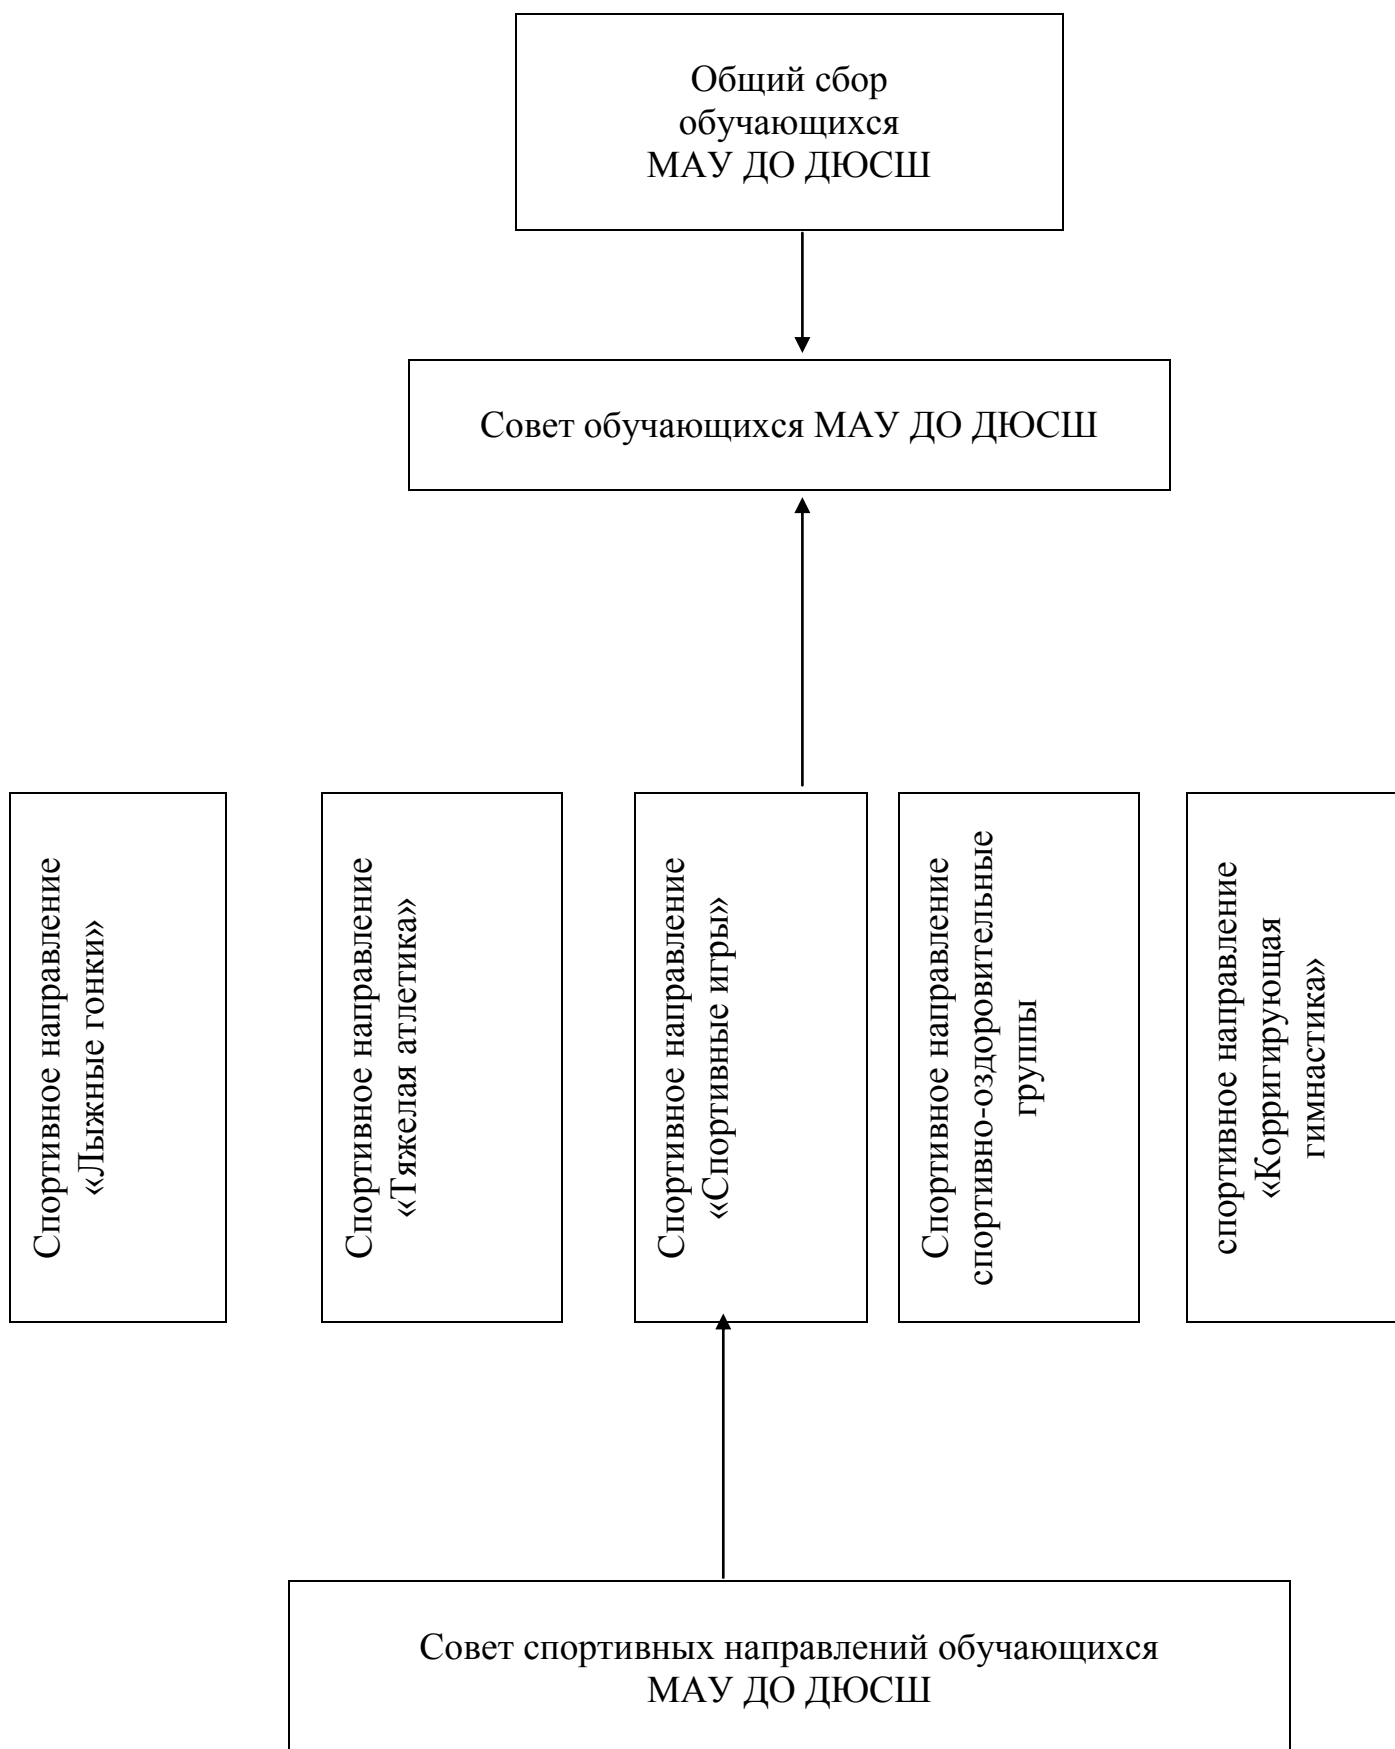 Общий сбор
обучающихся
МАУ ДО ДЮСШ
Совет обучающихся МАУ ДО ДЮСШ
Спортивное направление
«Лыжные гонки»
Спортивное направление
«Тяжелая атлетика»
Спортивное направление
«Спортивные игры»
Спортивное направление
спортивно-оздоровительные
группы
спортивное направление
«Корригирующая
гимнастика»
Совет спортивных направлений обучающихся
МАУ ДО ДЮСШ